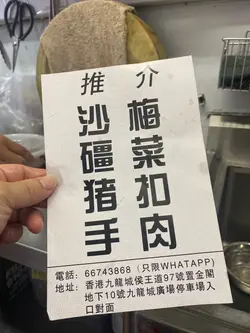 推介
梅菜扣肉
沙礓猪手
電話: 66743868 (只限WHATAPP)
地址: 香港九龍城侯王道97號置金閣
地下10號九龍城廣場停車場入
口對面